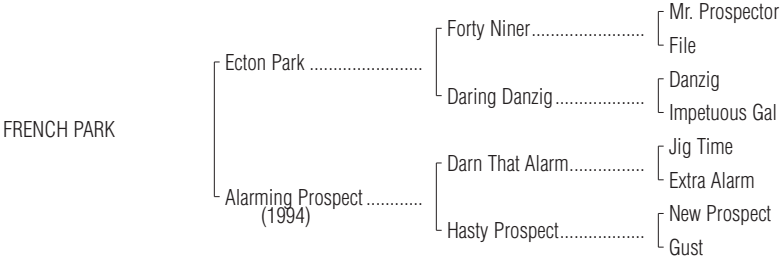 Mr. Prospector
Forty Niner........................
File
Ecton Park ........................
Danzig
Daring Danzig...................
Impetuous Gal
FRENCH PARK
Jig Time
Darn That Alarm................
Extra Alarm
Alarming Prospect............
(1994)
New Prospect
Hasty Prospect..................
Gust